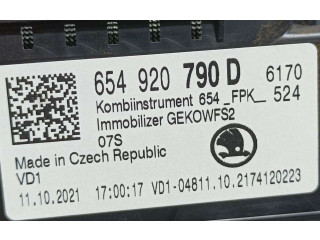 654 920 790 D 6170
Kombiinstrument 654 _FPK_ 524
Immobilizer GEKOWFS2
07S
Made in Czech Republic
VD1
11.10.2021 17:00:17 VD1-04811.10.2174120223